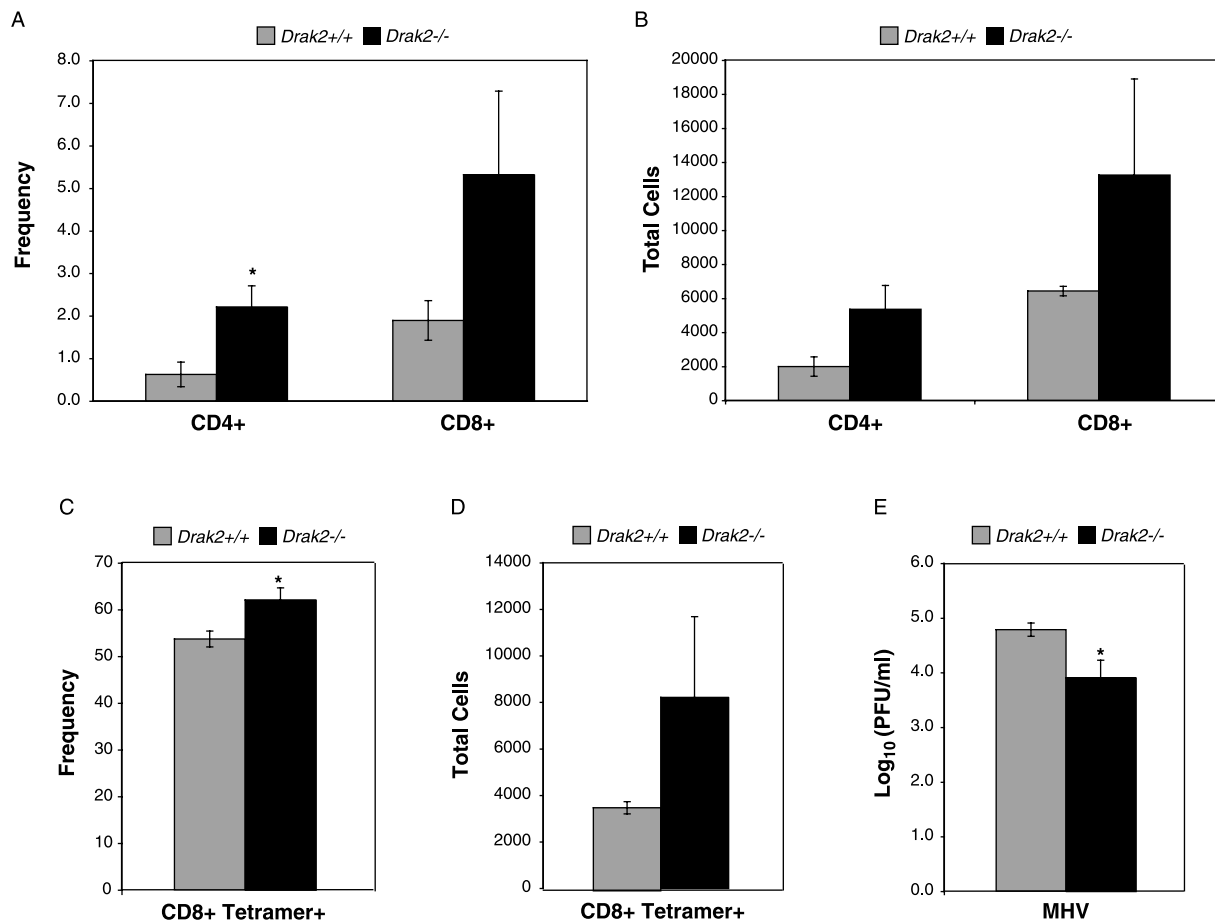 A
Drak2+/+ Drak2-/-
8.0
7.0
6.0
5.0
4.0
3.0
2.0
1.0
0.0
Frequency
*
CD4+ CD8+
B
Drak2+/+ Drak2-/-
20000
18000
16000
14000
12000
10000
8000
6000
4000
2000
0
Total Cells
CD4+ CD8+
C
Drak2+/+ Drak2-/-
70
60
50
40
30
20
10
0
Frequency
*
CD8+ Tetramer+
D
Drak2+/+ Drak2-/-
14000
12000
10000
8000
6000
4000
2000
0
Total Cells
CD8+ Tetramer+
E
Drak2+/+ Drak2-/-
6.0
5.0
4.0
3.0
2.0
1.0
0.0
Log₁₀ (PFU/ml)
*
MHV